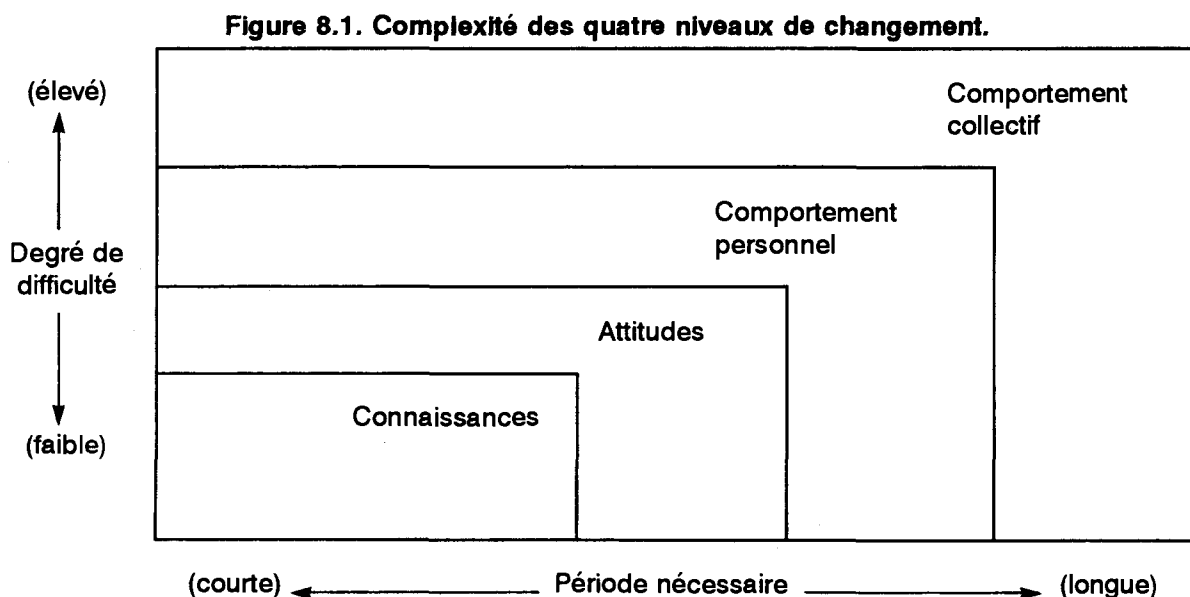 Figure 8.1. Complexité des quatre niveaux de changement.
(élevé)
Degré de
difficulté
(faible)
Comportement
collectif
Comportement
personnel
Attitudes
Connaissances
(courte)
Période nécessaire
(longue)